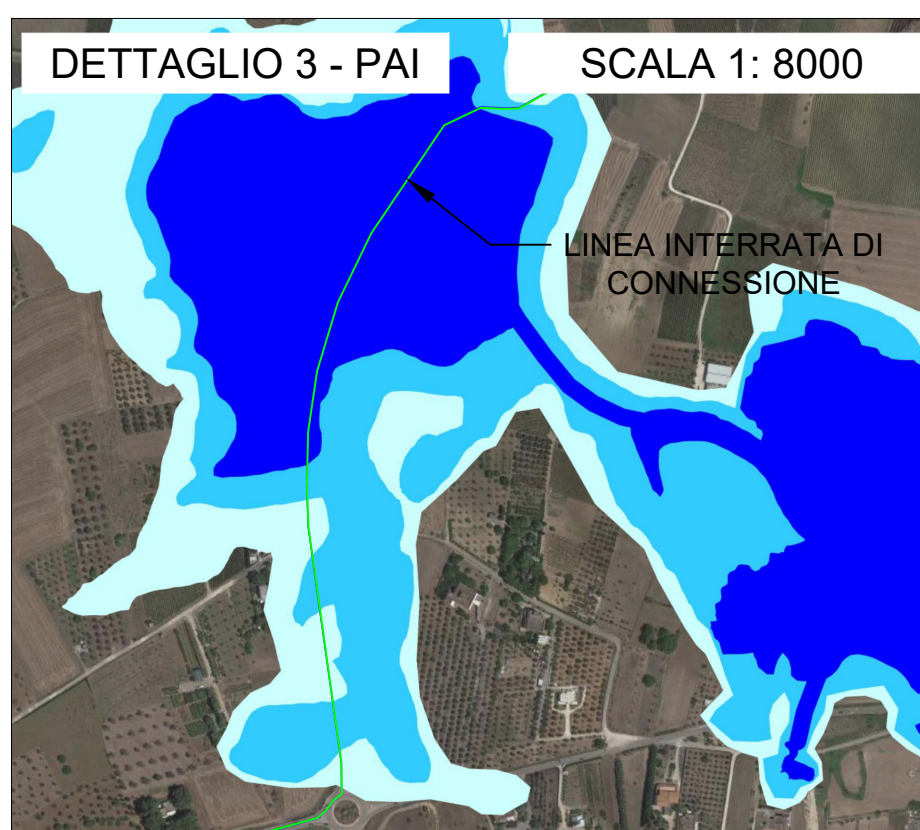 DETTAGLIO 3 - PAI
SCALA 1: 8000
LINEA INTERRATA DI
CONNESSIONE